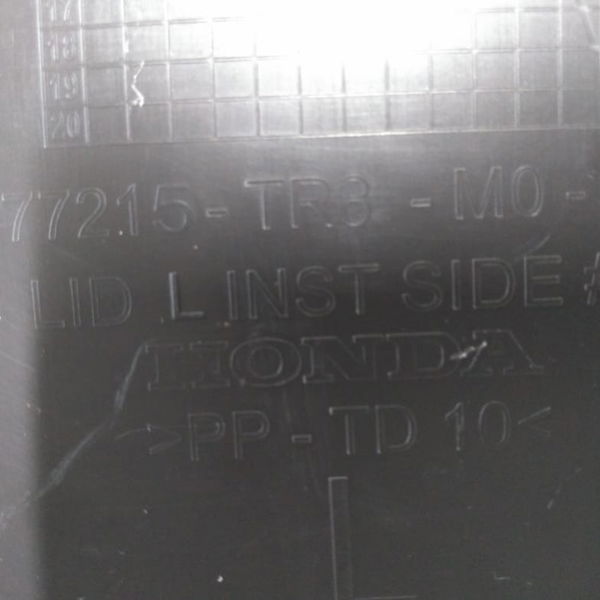 17
18
19
20
77215-TR3-M0-
LID L INST SIDE #
HONDA
>PP-TD 10<